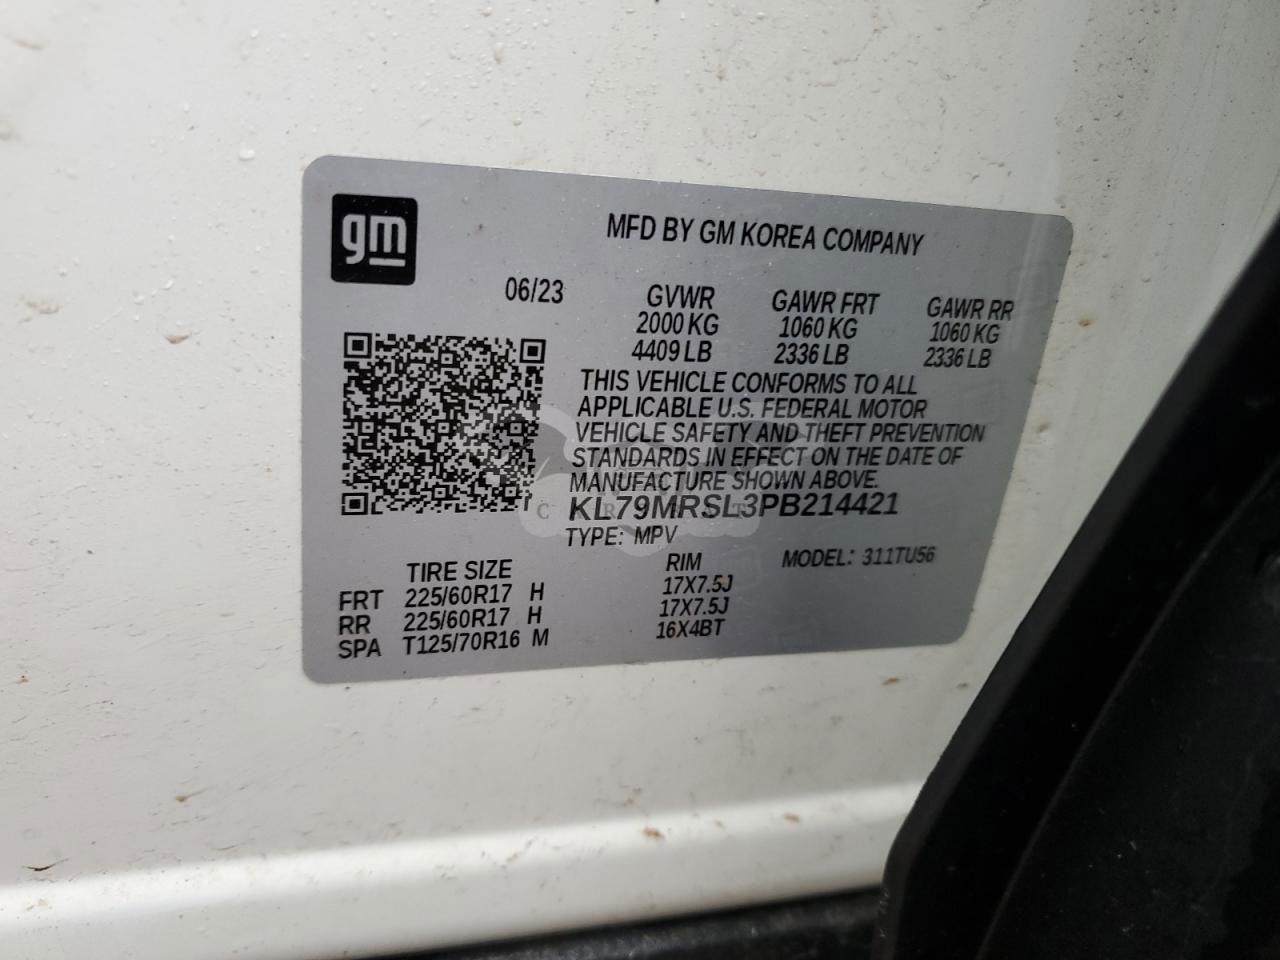 gm
MFD BY GM KOREA COMPANY
06/23 GVWR GAWR FRT GAWR RR
2000 KG 1060 KG 1060 KG
4409 LB 2336 LB 2336 LB
THIS VEHICLE CONFORMS TO ALL
APPLICABLE U.S. FEDERAL MOTOR
VEHICLE SAFETY AND THEFT PREVENTION
STANDARDS IN EFFECT ON THE DATE OF
MANUFACTURE SHOWN ABOVE.
KL79MRSL3PB214421
TYPE: MPV MODEL: 311TU56
TIRE SIZE RIM
FRT 225/60R17 H 17X7.5J
RR 225/60R17 H 17X7.5J
SPA T125/70R16 M 16X4BT